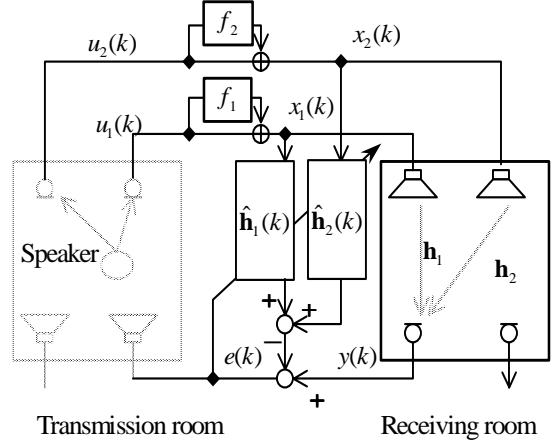 f₂
u₂(k)
x₂(k)
f₁
u₁(k)
x₁(k)
ĥ₁(k)
ĥ₂(k)
Speaker
h₁
h₂
+
+
−
e(k)
y(k)
+
Transmission room
Receiving room